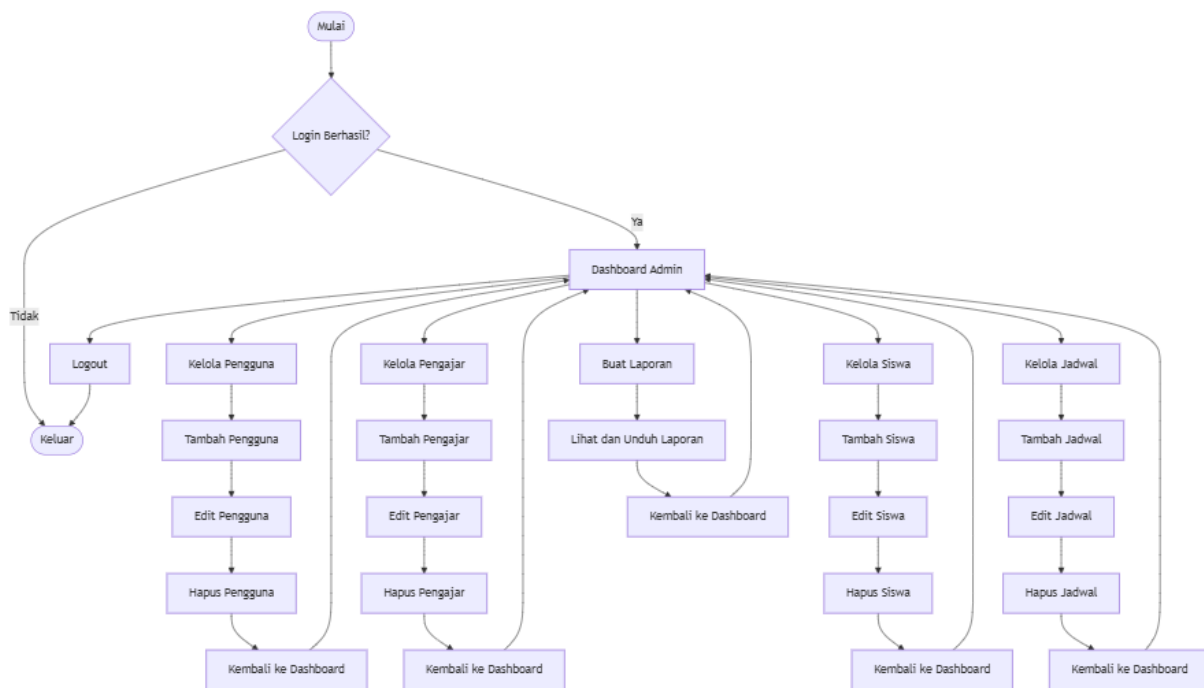 Mulai
Login Berhasil?
Ya
Dashboard Admin
Tidak
Logout
Kelola Pengguna
Kelola Pengajar
Buat Laporan
Kelola Siswa
Kelola Jadwal
Keluar
Tambah Pengguna
Tambah Pengajar
Lihat dan Unduh Laporan
Tambah Siswa
Tambah Jadwal
Edit Pengguna
Edit Pengajar
Kembali ke Dashboard
Edit Siswa
Edit Jadwal
Hapus Pengguna
Hapus Pengajar
Hapus Siswa
Hapus Jadwal
Kembali ke Dashboard
Kembali ke Dashboard
Kembali ke Dashboard
Kembali ke Dashboard